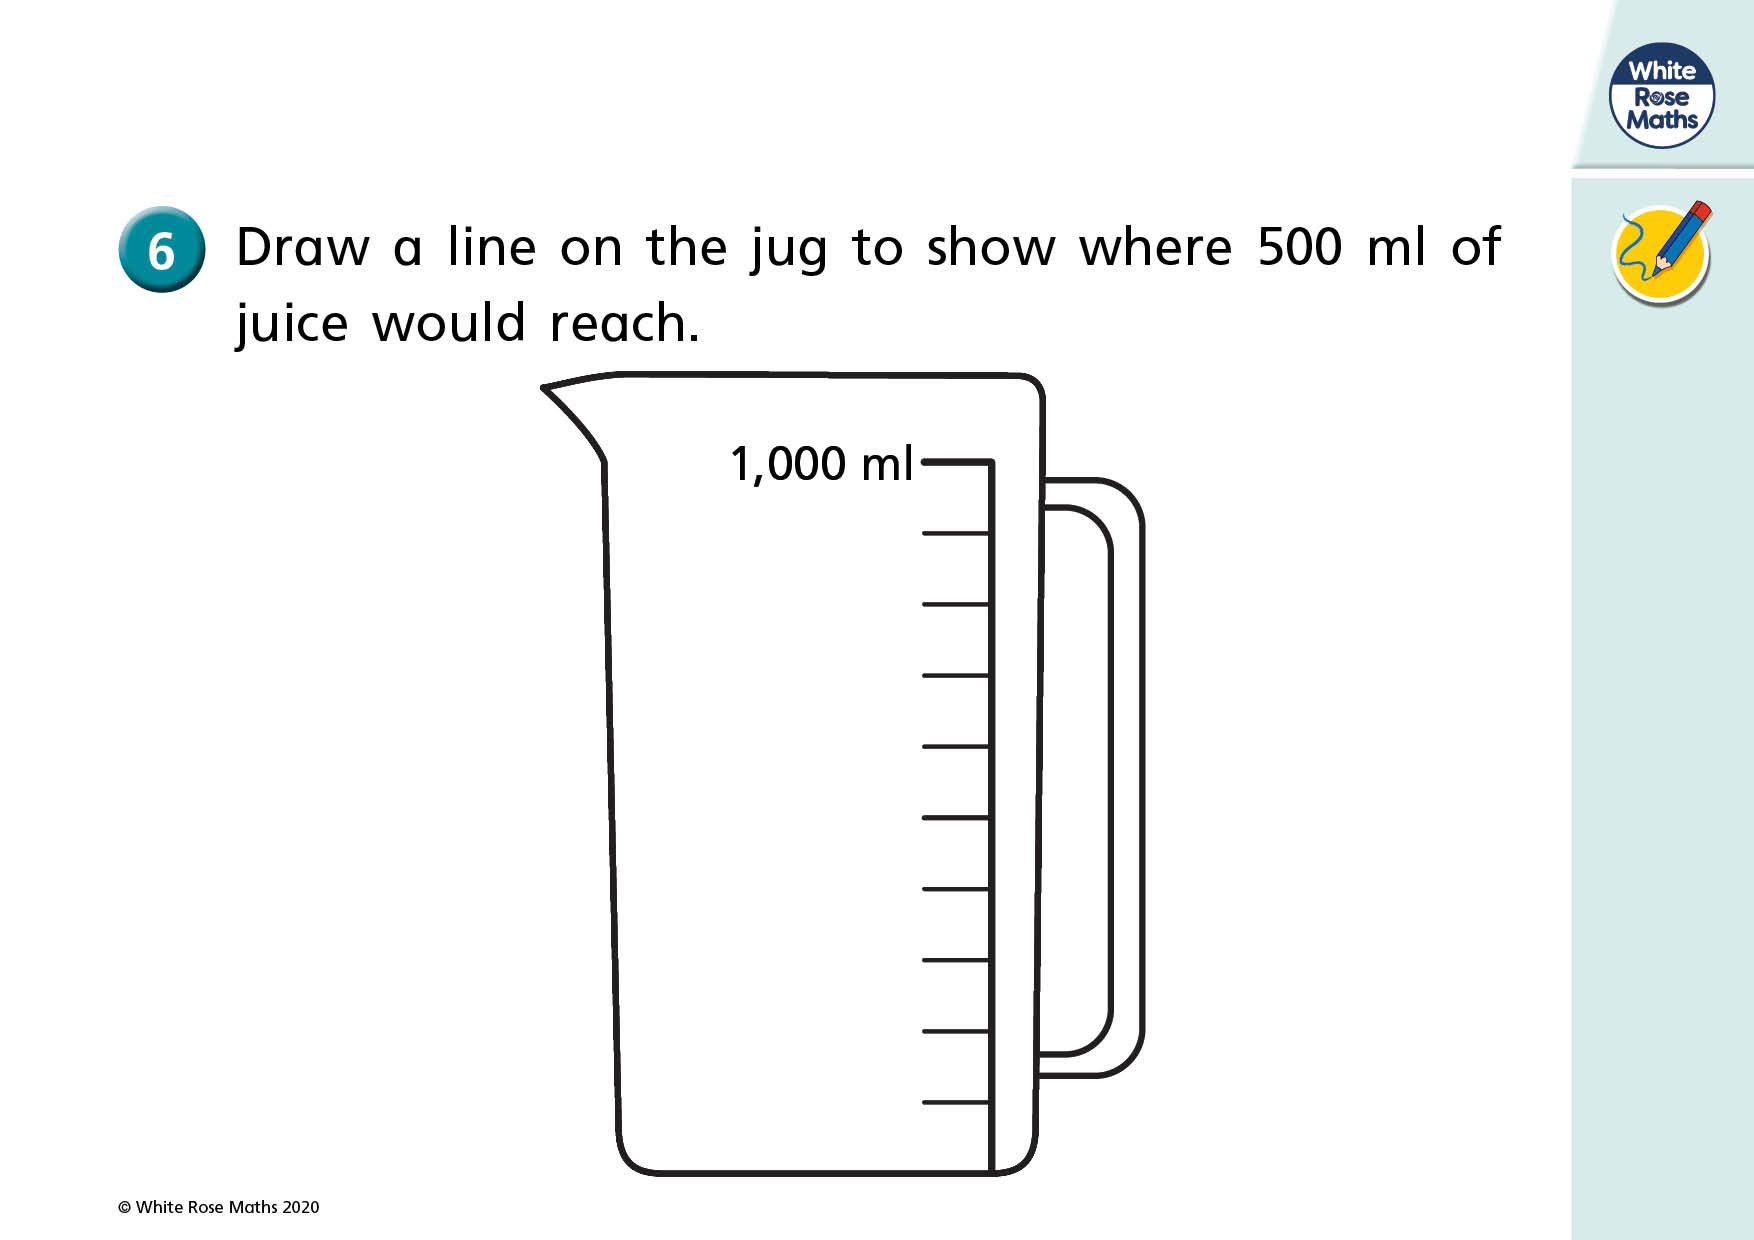 White
Rose
Maths
6 Draw a line on the jug to show where 500 ml of
juice would reach.
1,000 ml
© White Rose Maths 2020